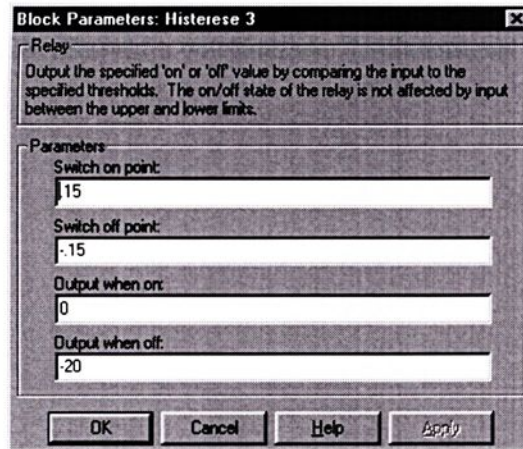 Block Parameters: Histerese 3
Relay
Output the specified 'on' or 'off' value by comparing the input to the
specified thresholds. The on/off state of the relay is not affected by input
between the upper and lower limits.
Parameters
Switch on point:
.15
Switch off point:
-.15
Output when on:
0
Output when off:
-20
OK
Cancel
Help
Apply